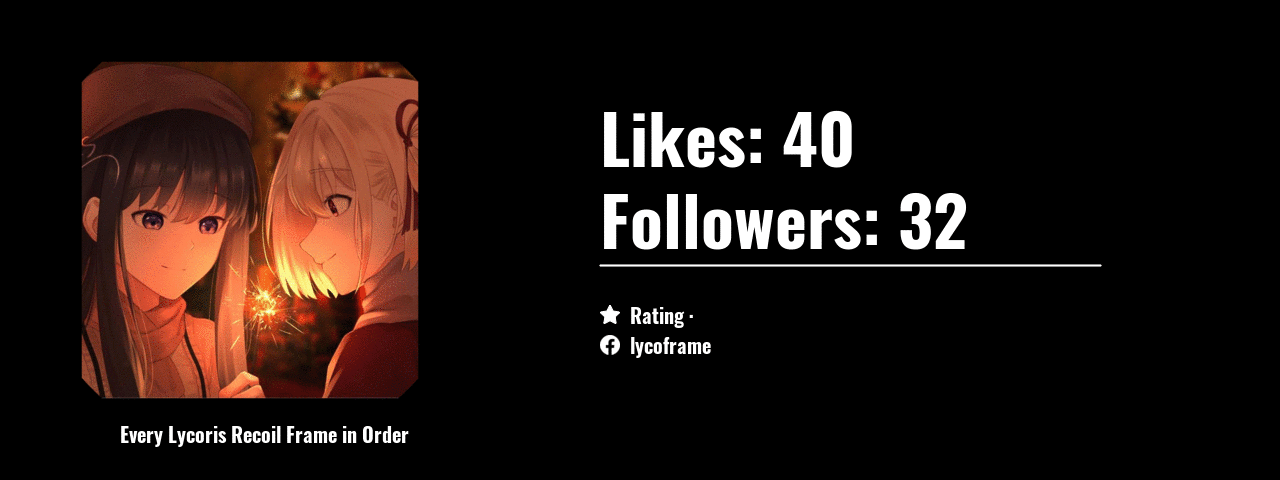 Likes: 40
Followers: 32
Rating ·
lycoframe
Every Lycoris Recoil Frame in Order